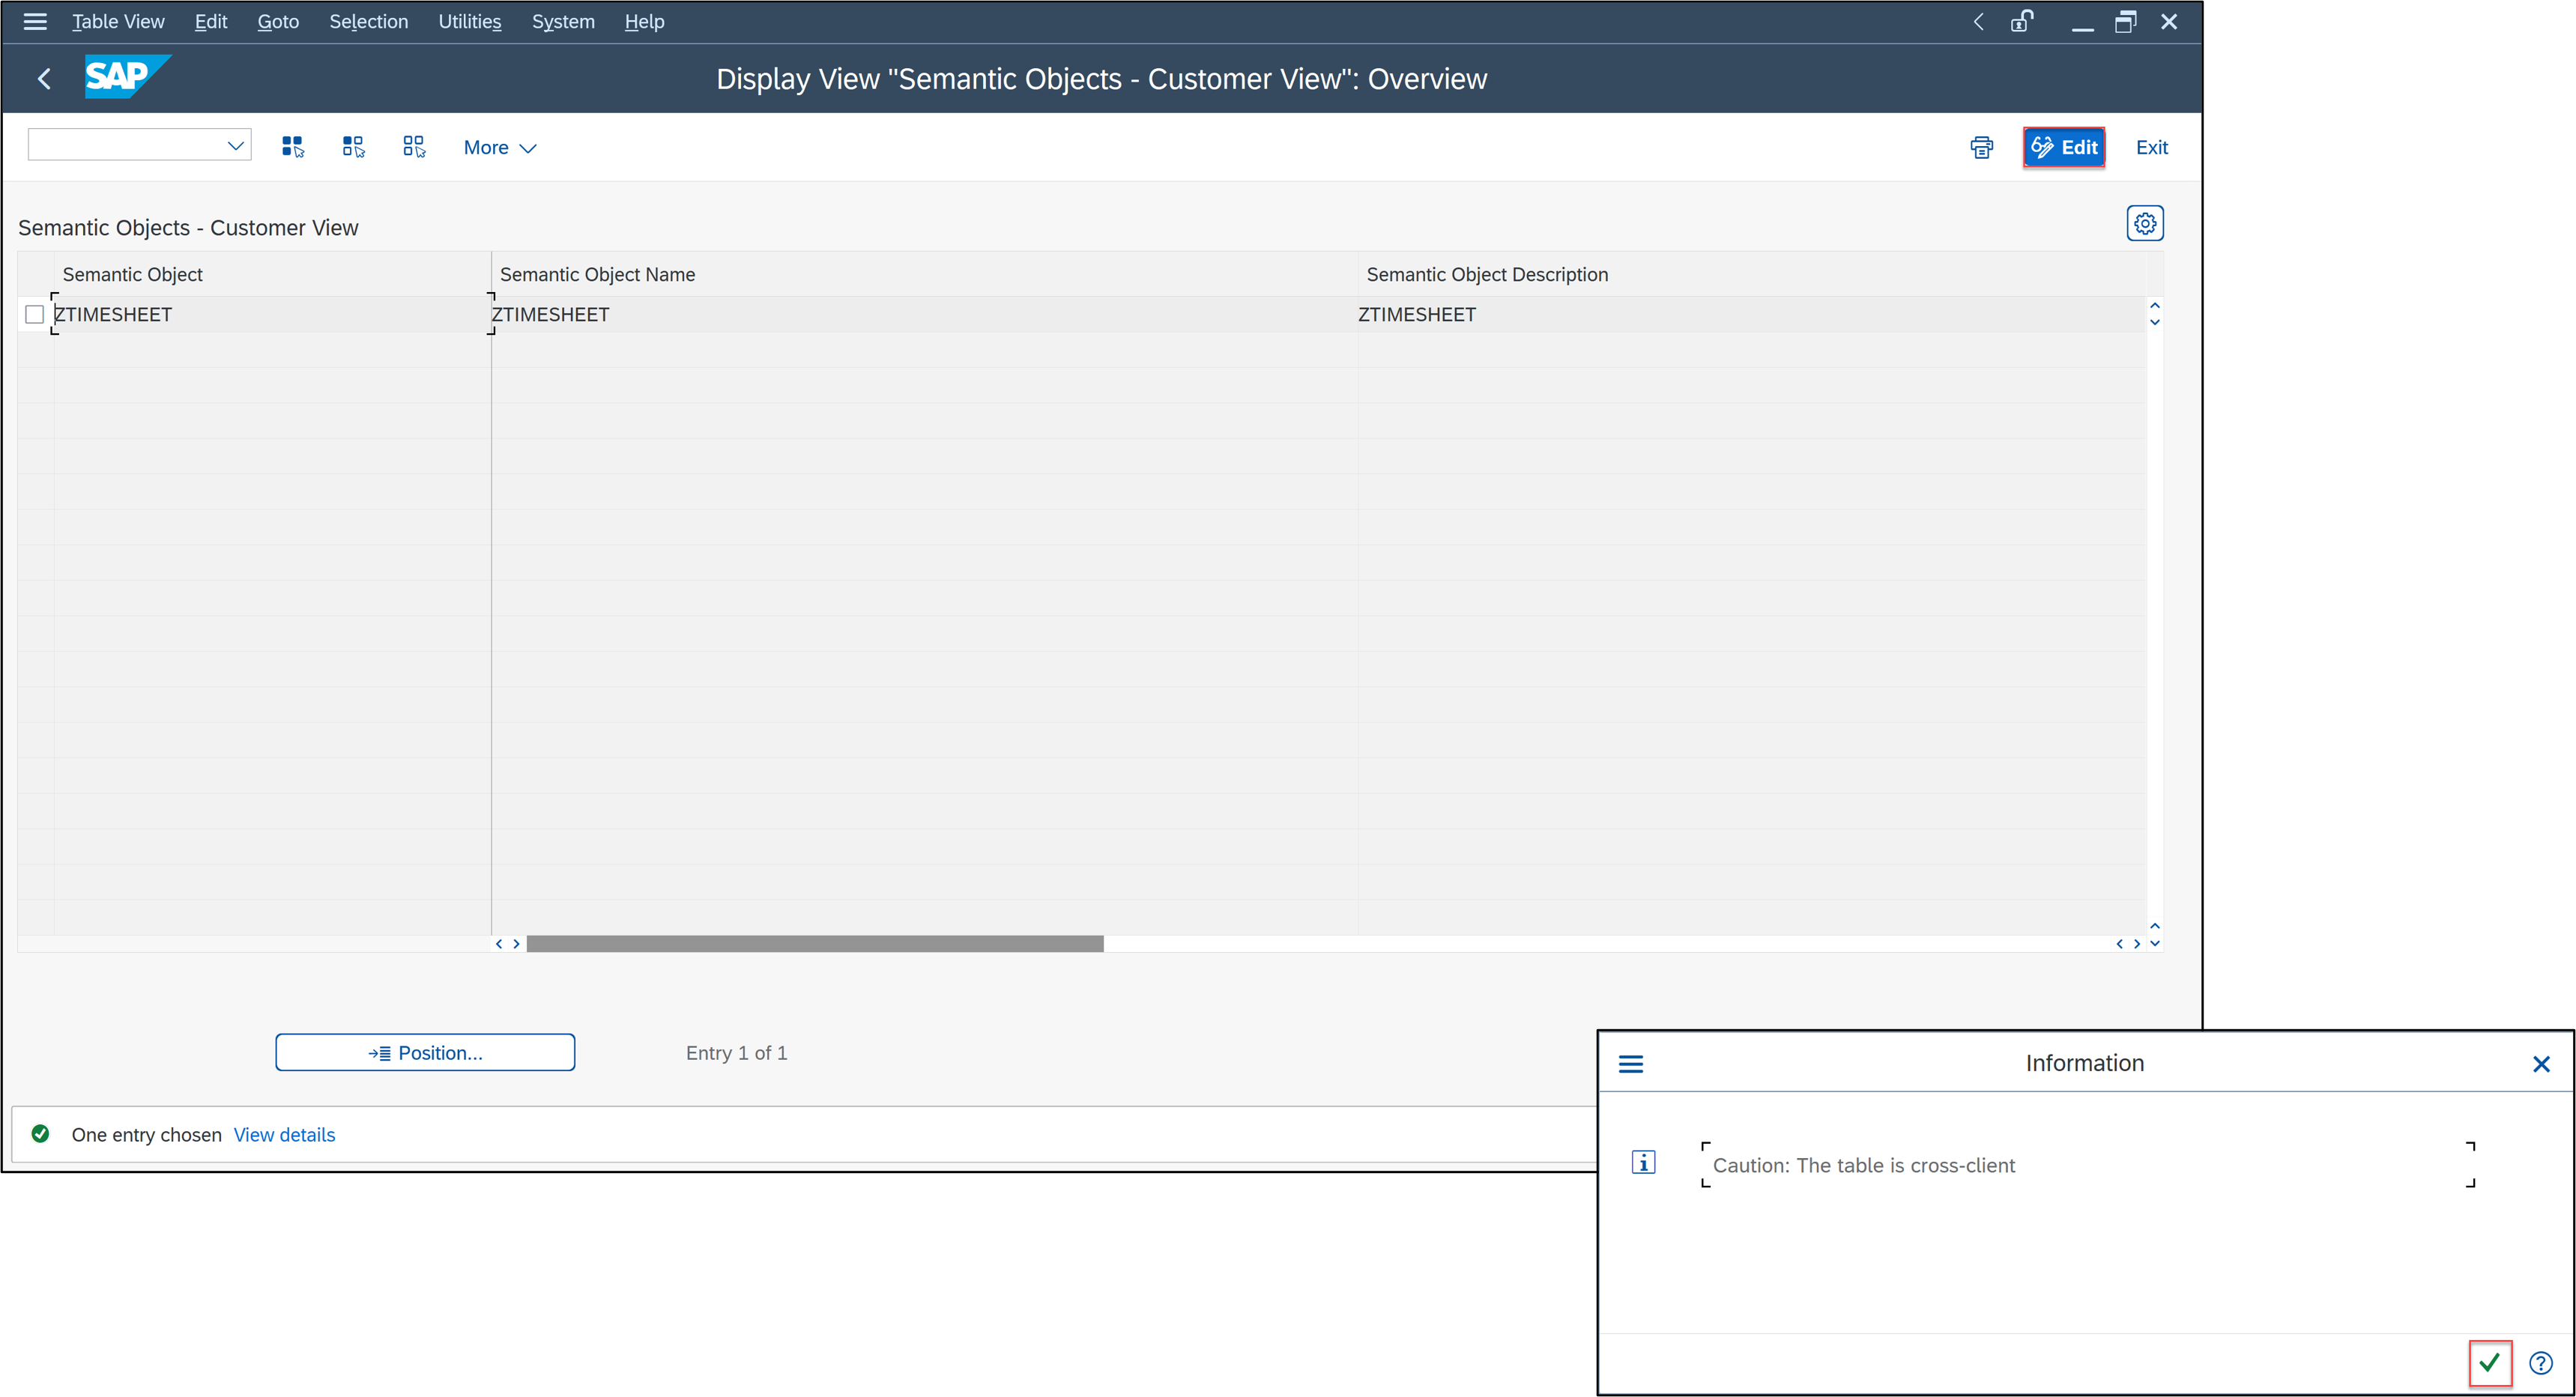 Table View Edit Goto Selection Utilities System Help
SAP Display View "Semantic Objects - Customer View": Overview
More Edit Exit
Semantic Objects - Customer View
Semantic Object Semantic Object Name Semantic Object Description
ZTIMESHEET ZTIMESHEET ZTIMESHEET
Position... Entry 1 of 1
One entry chosen View details
Information
Caution: The table is cross-client